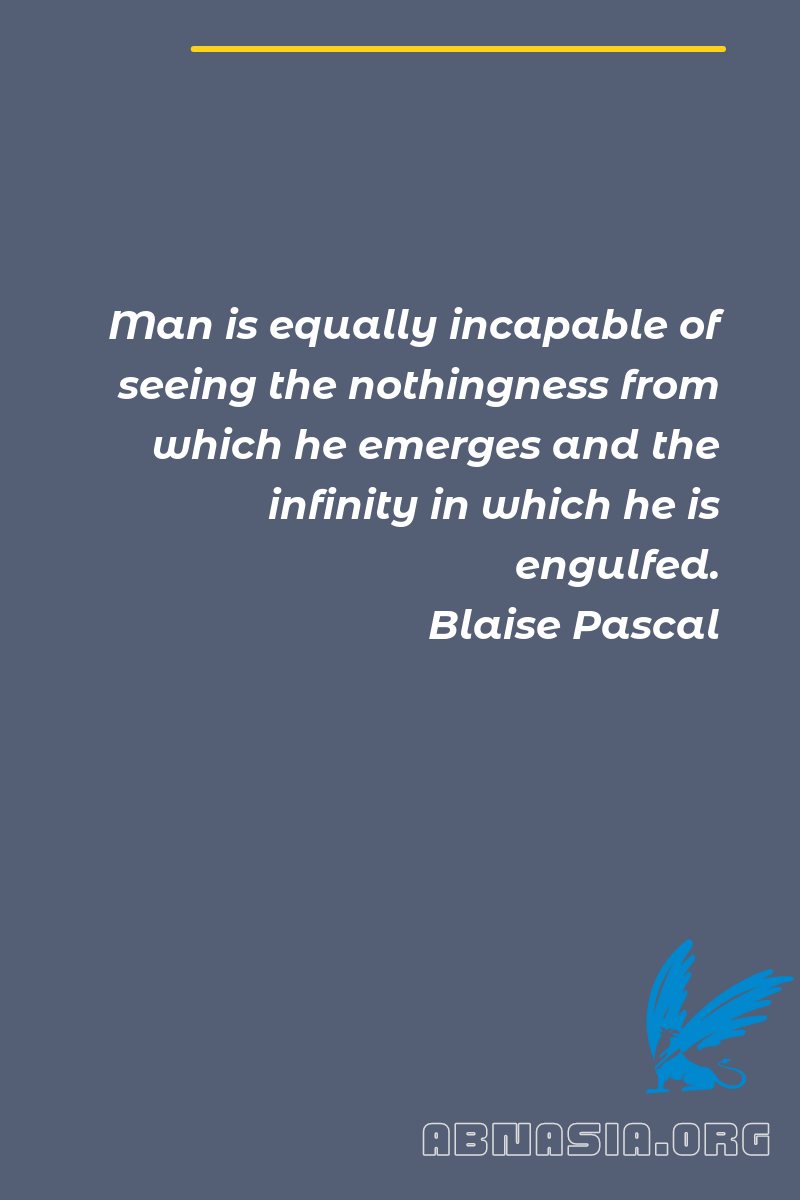 Man is equally incapable of
seeing the nothingness from
which he emerges and the
infinity in which he is
engulfed.
Blaise Pascal
ABNASIA.ORG